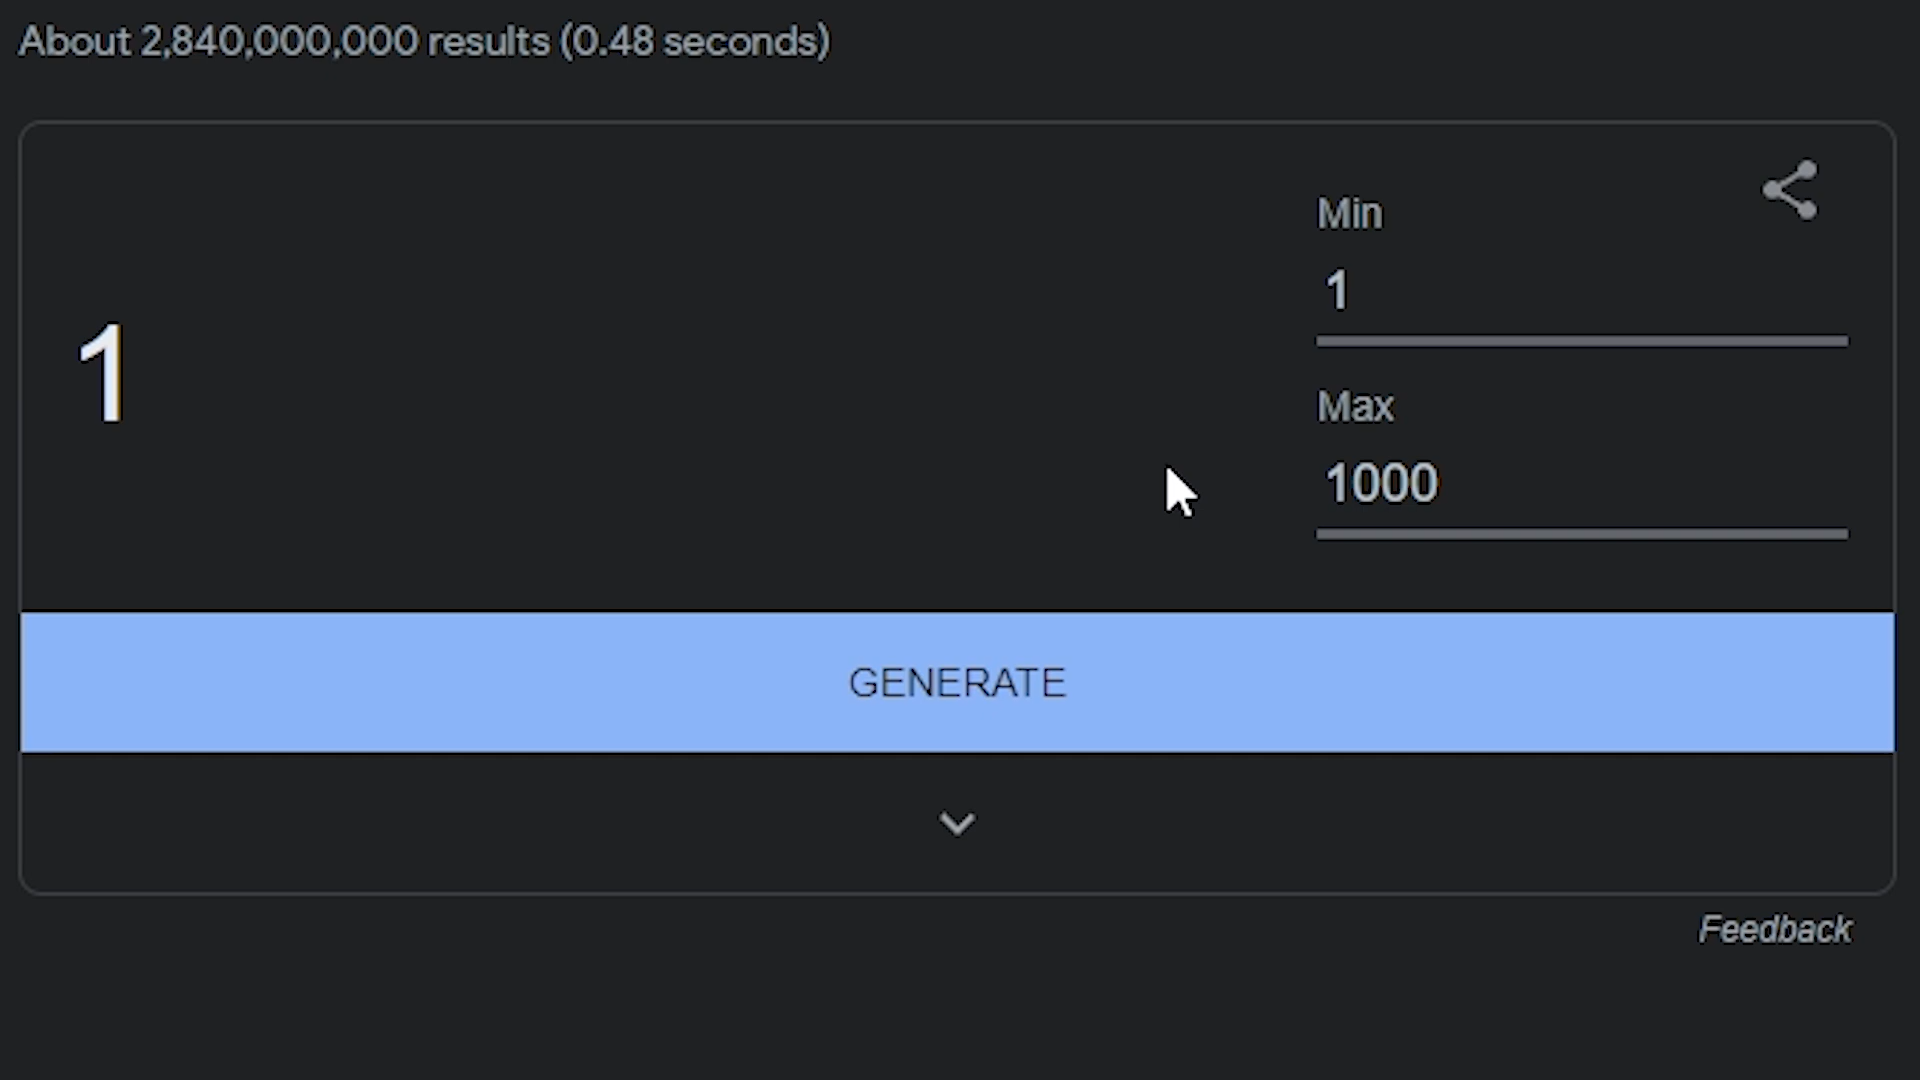 About 2,840,000,000 results (0.48 seconds)
Min
1
1
Max
1000
GENERATE
Feedback